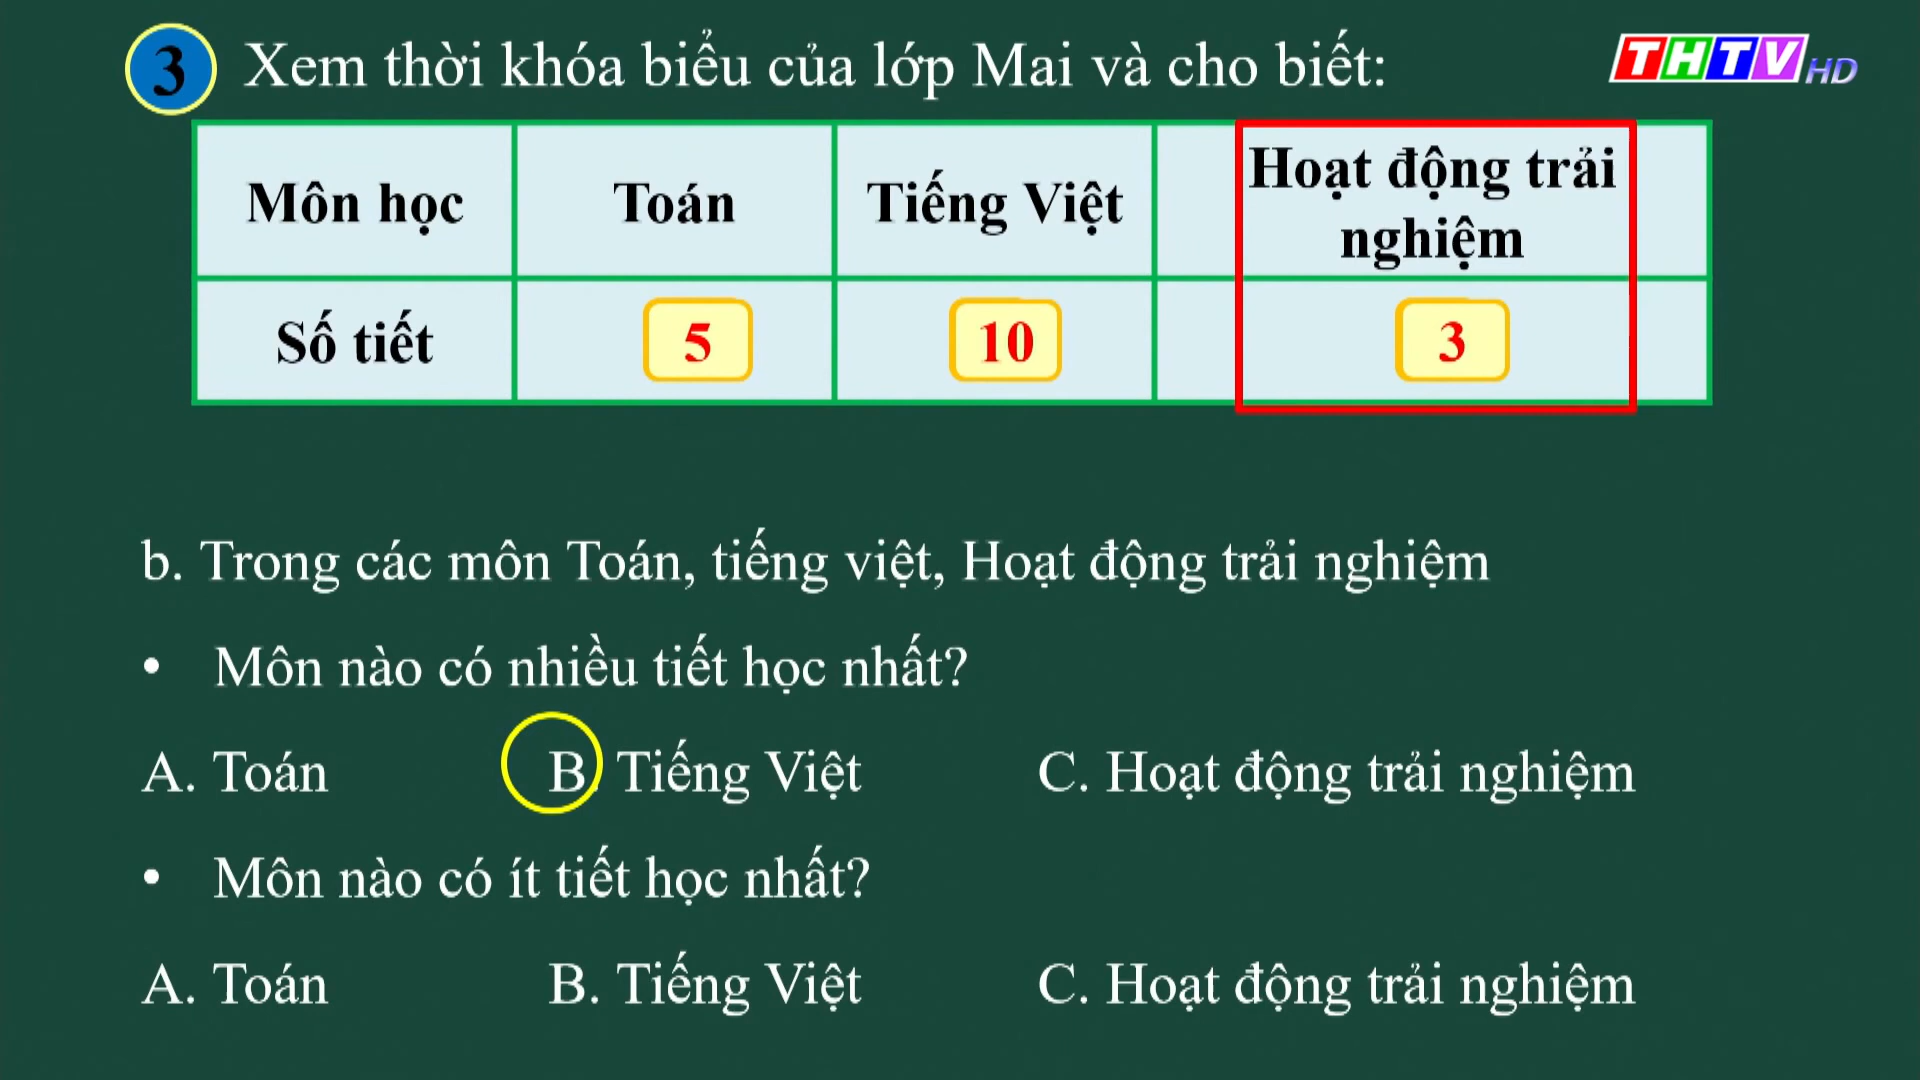 3 Xem thời khóa biểu của lớp Mai và cho biết:
THTV HD
Môn học Toán Tiếng Việt Hoạt động trải nghiệm
Số tiết 5 10 3
b. Trong các môn Toán, tiếng việt, Hoạt động trải nghiệm
• Môn nào có nhiều tiết học nhất?
A. Toán B. Tiếng Việt C. Hoạt động trải nghiệm
• Môn nào có ít tiết học nhất?
A. Toán B. Tiếng Việt C. Hoạt động trải nghiệm